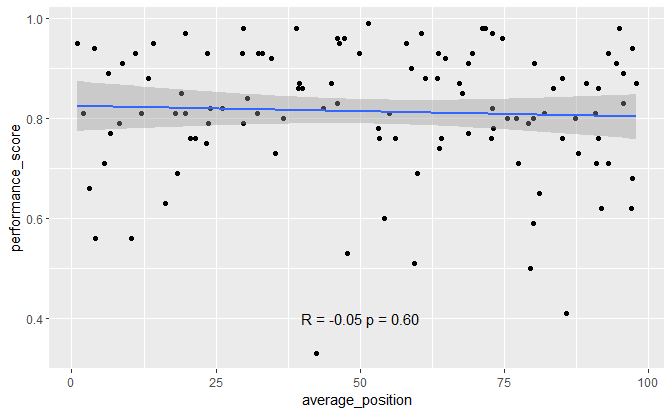 1.0
0.8
0.6
0.4
performance_score
R = -0.05 p = 0.60
0 25 50 75 100
average_position